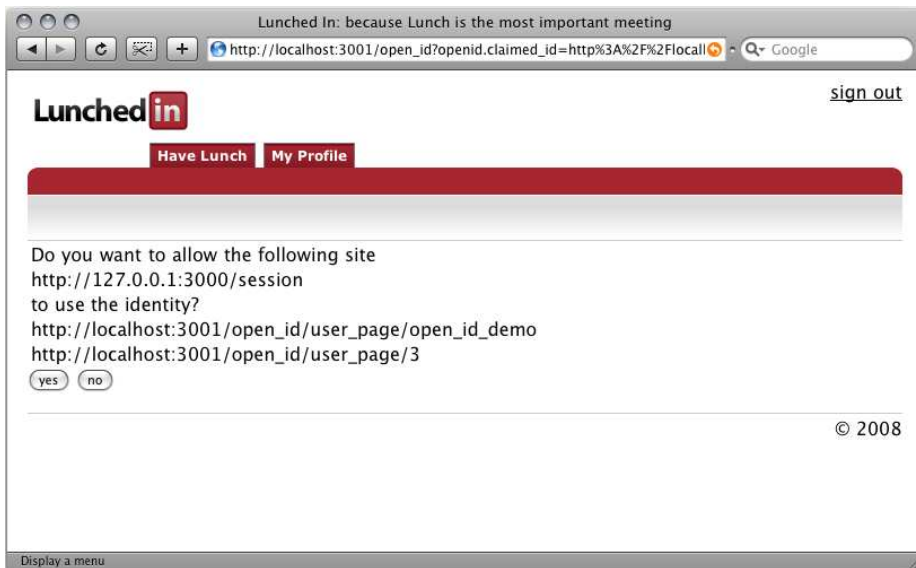 Lunched In: because Lunch is the most important meeting
http://localhost:3001/open_id?openid.claimed_id=http%3A%2F%2Flocall
Google
sign out
Lunched in
Have Lunch My Profile
Do you want to allow the following site
http://127.0.0.1:3000/session
to use the identity?
http://localhost:3001/open_id/user_page/open_id_demo
http://localhost:3001/open_id/user_page/3
yes no
© 2008
Display a menu